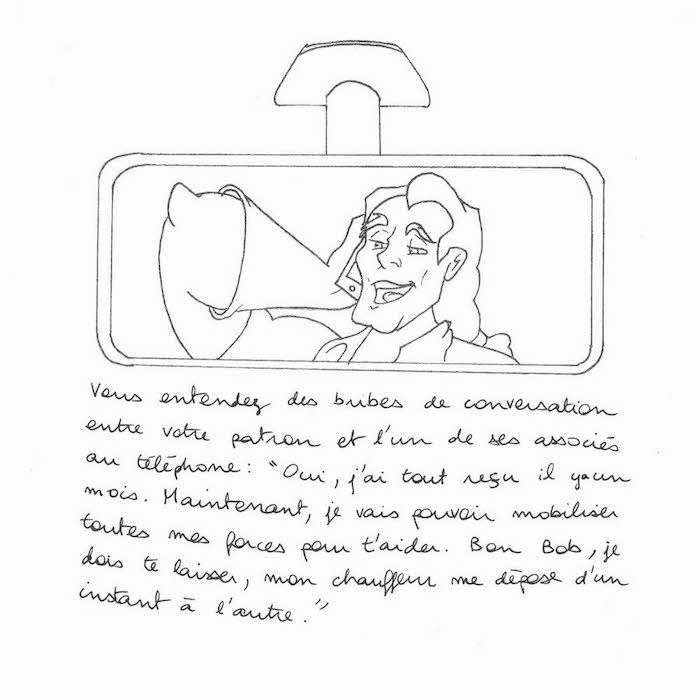 Vous entendez des bribes de conversation
entre votre patron et l'un de ses associés
au téléphone : "Oui, j'ai tout reçu il y a un
mois. Maintenant, je vais pouvoir mobiliser
toutes mes forces pour t'aider. Bon Bob, je
dois te laisser, mon chauffeur me dépose d'un
instant à l'autre."